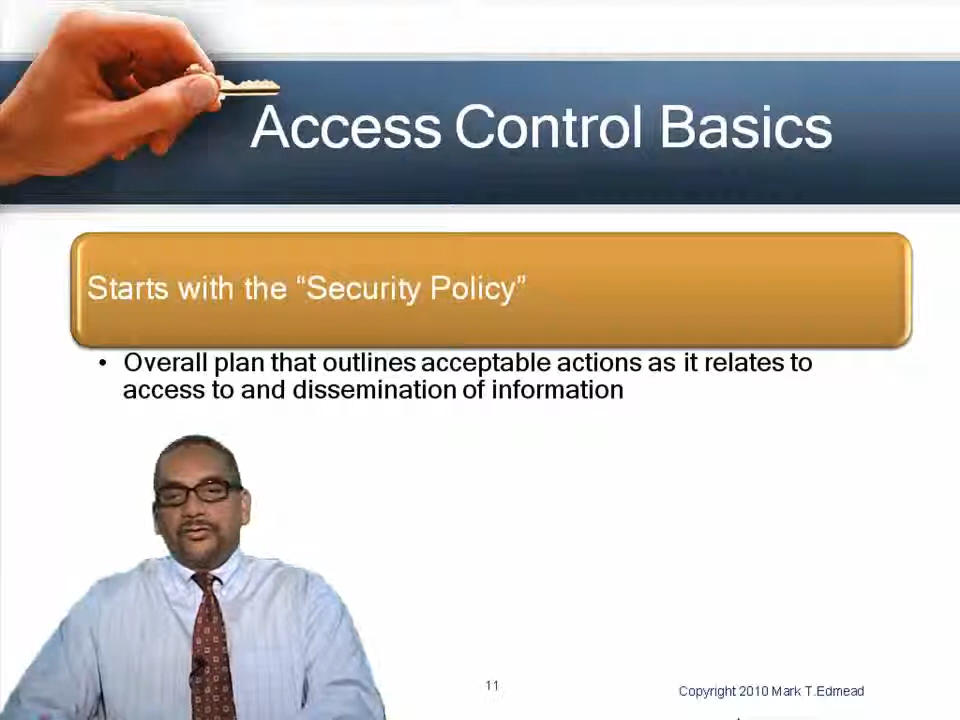 Access Control Basics
Starts with the “Security Policy”
• Overall plan that outlines acceptable actions as it relates to
access to and dissemination of information
11
Copyright 2010 Mark T.Edmead